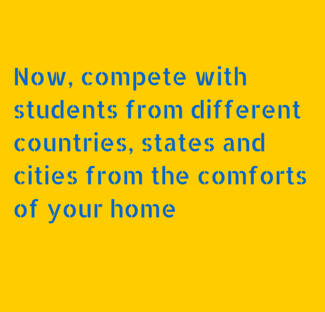 Now, compete with
students from different
countries, states and
cities from the comforts
of your home